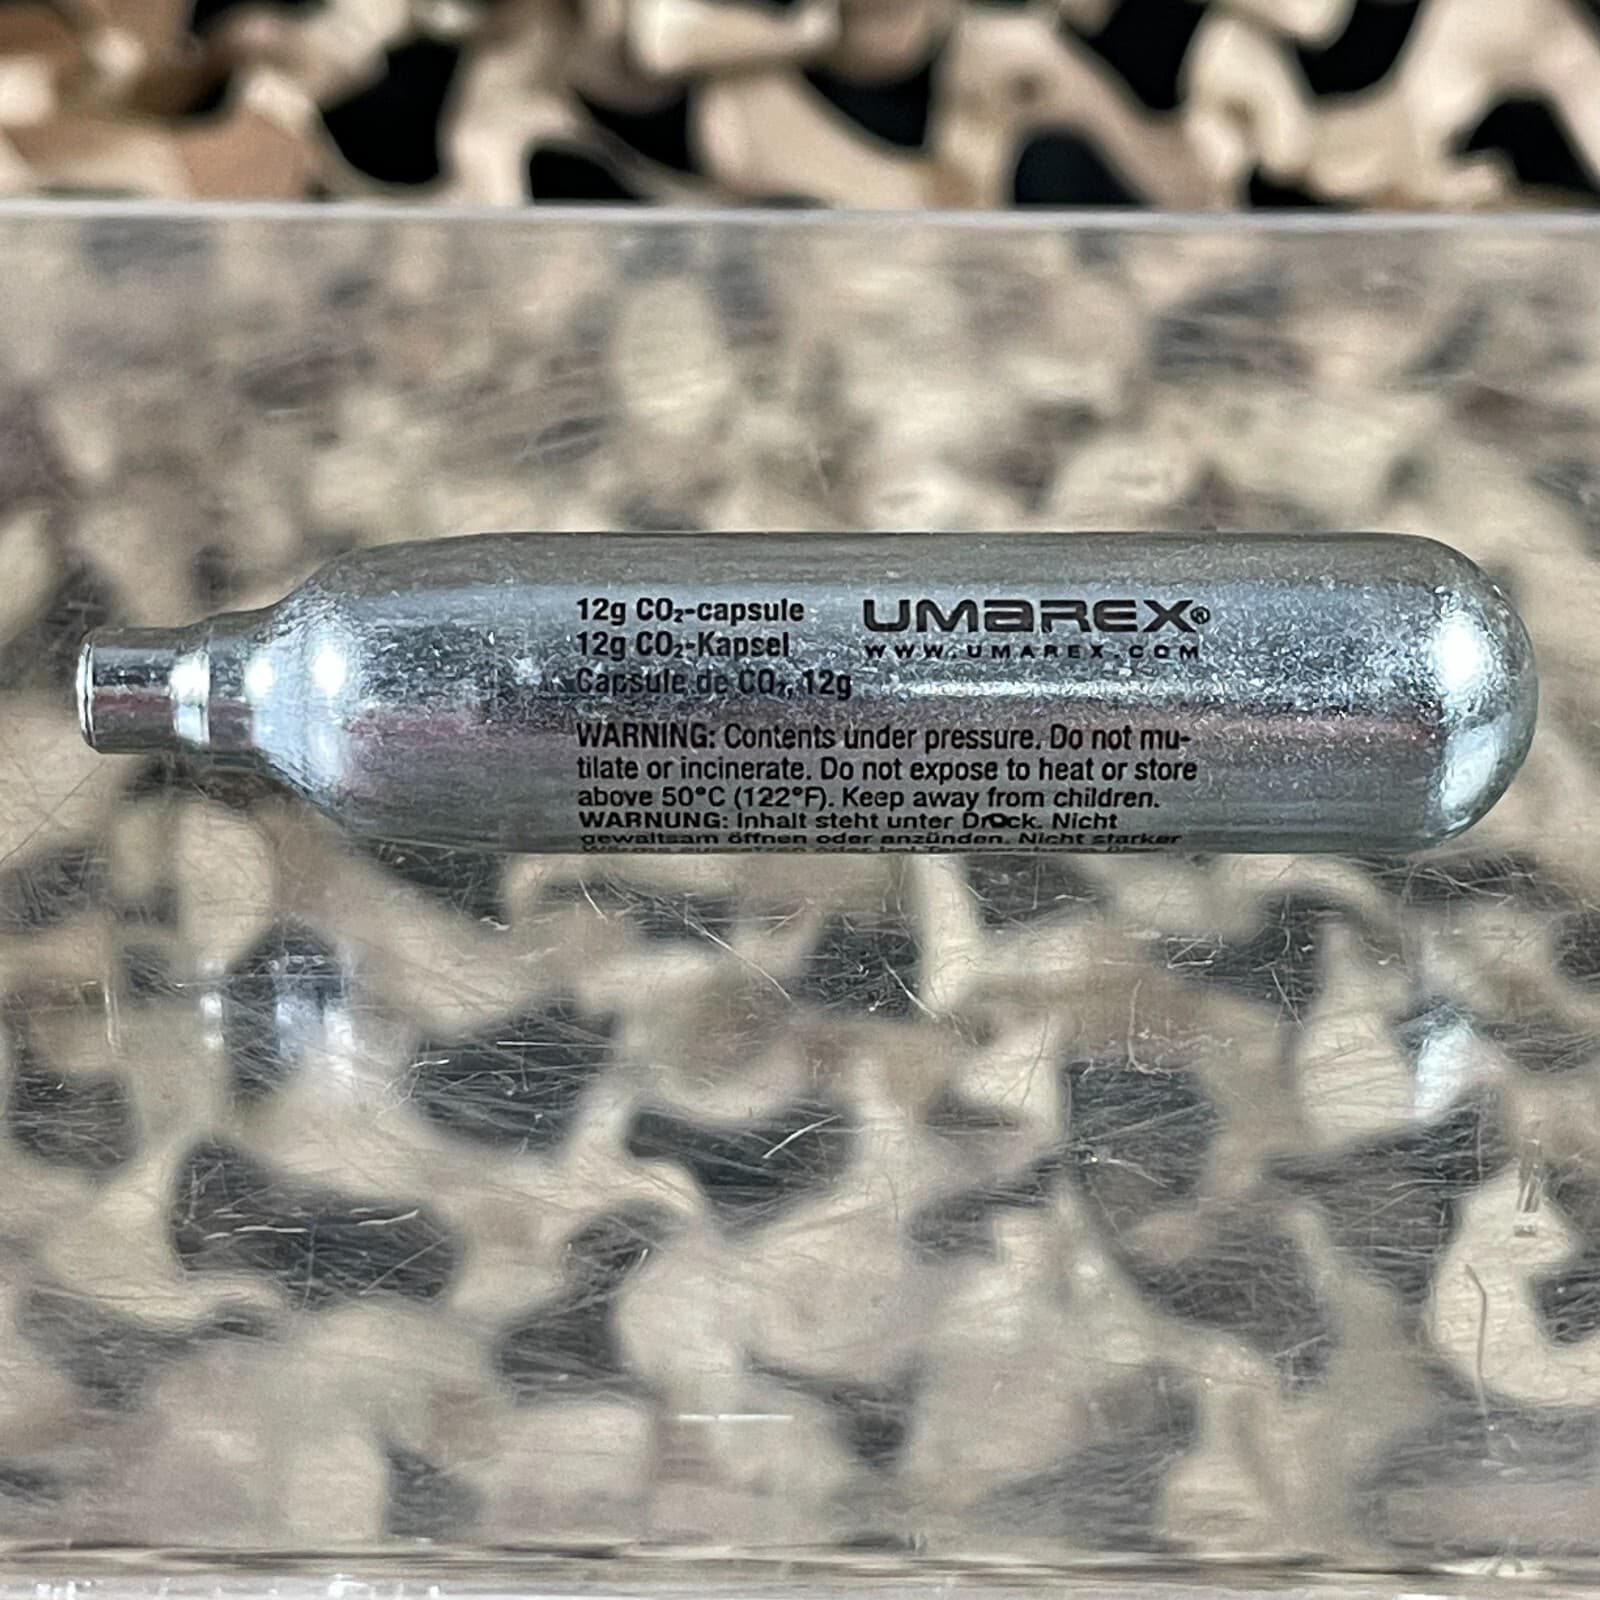 12g CO₂-capsule
12g CO₂-Kapsel
Capsule de CO₂, 12g
UMAREX®
WWW.UMAREX.COM
WARNING: Contents under pressure. Do not mu-
tilate or incinerate. Do not expose to heat or store
above 50°C (122°F). Keep away from children.
WARNUNG: Inhalt steht unter Druck. Nicht
gewaltsam öffnen oder anzünden. Nicht starker